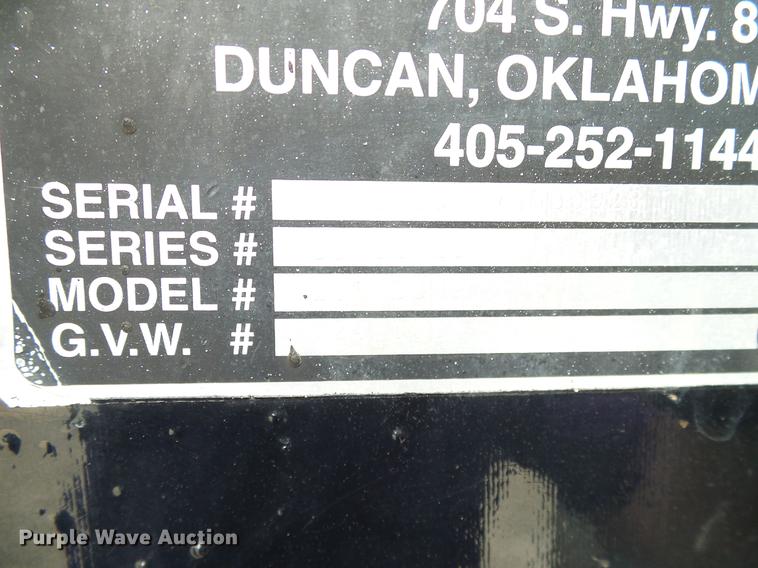 704 S. Hwy. 8
DUNCAN, OKLAHOM
405-252-1144
SERIAL #
SERIES #
MODEL #
G.V.W. #
Purple Wave Auction